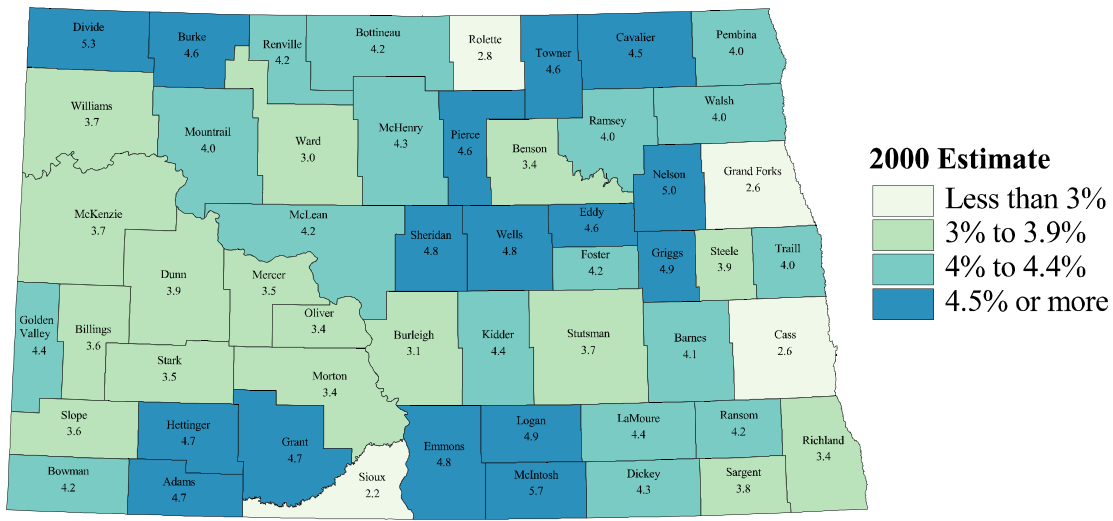 Divide
5.3
Burke
4.6
Renville
4.2
Bottineau
4.2
Rolette
2.8
Towner
4.6
Cavalier
4.5
Pembina
4.0
Williams
3.7
Mountrail
4.0
Ward
3.0
McHenry
4.3
Pierce
4.6
Benson
3.4
Ramsey
4.0
Walsh
4.0
Nelson
5.0
Grand Forks
2.6
McKenzie
3.7
McLean
4.2
Sheridan
4.8
Wells
4.8
Eddy
4.6
Foster
4.2
Griggs
4.9
Steele
3.9
Traill
4.0
Dunn
3.9
Mercer
3.5
Oliver
3.4
Golden
Valley
4.4
Billings
3.6
Stark
3.5
Morton
3.4
Burleigh
3.1
Kidder
4.4
Stutsman
3.7
Barnes
4.1
Cass
2.6
Slope
3.6
Hettinger
4.7
Grant
4.7
Sioux
2.2
Emmons
4.8
Logan
4.9
LaMoure
4.4
Ransom
4.2
Richland
3.4
Bowman
4.2
Adams
4.7
McIntosh
5.7
Dickey
4.3
Sargent
3.8
2000 Estimate
Less than 3%
3% to 3.9%
4% to 4.4%
4.5% or more